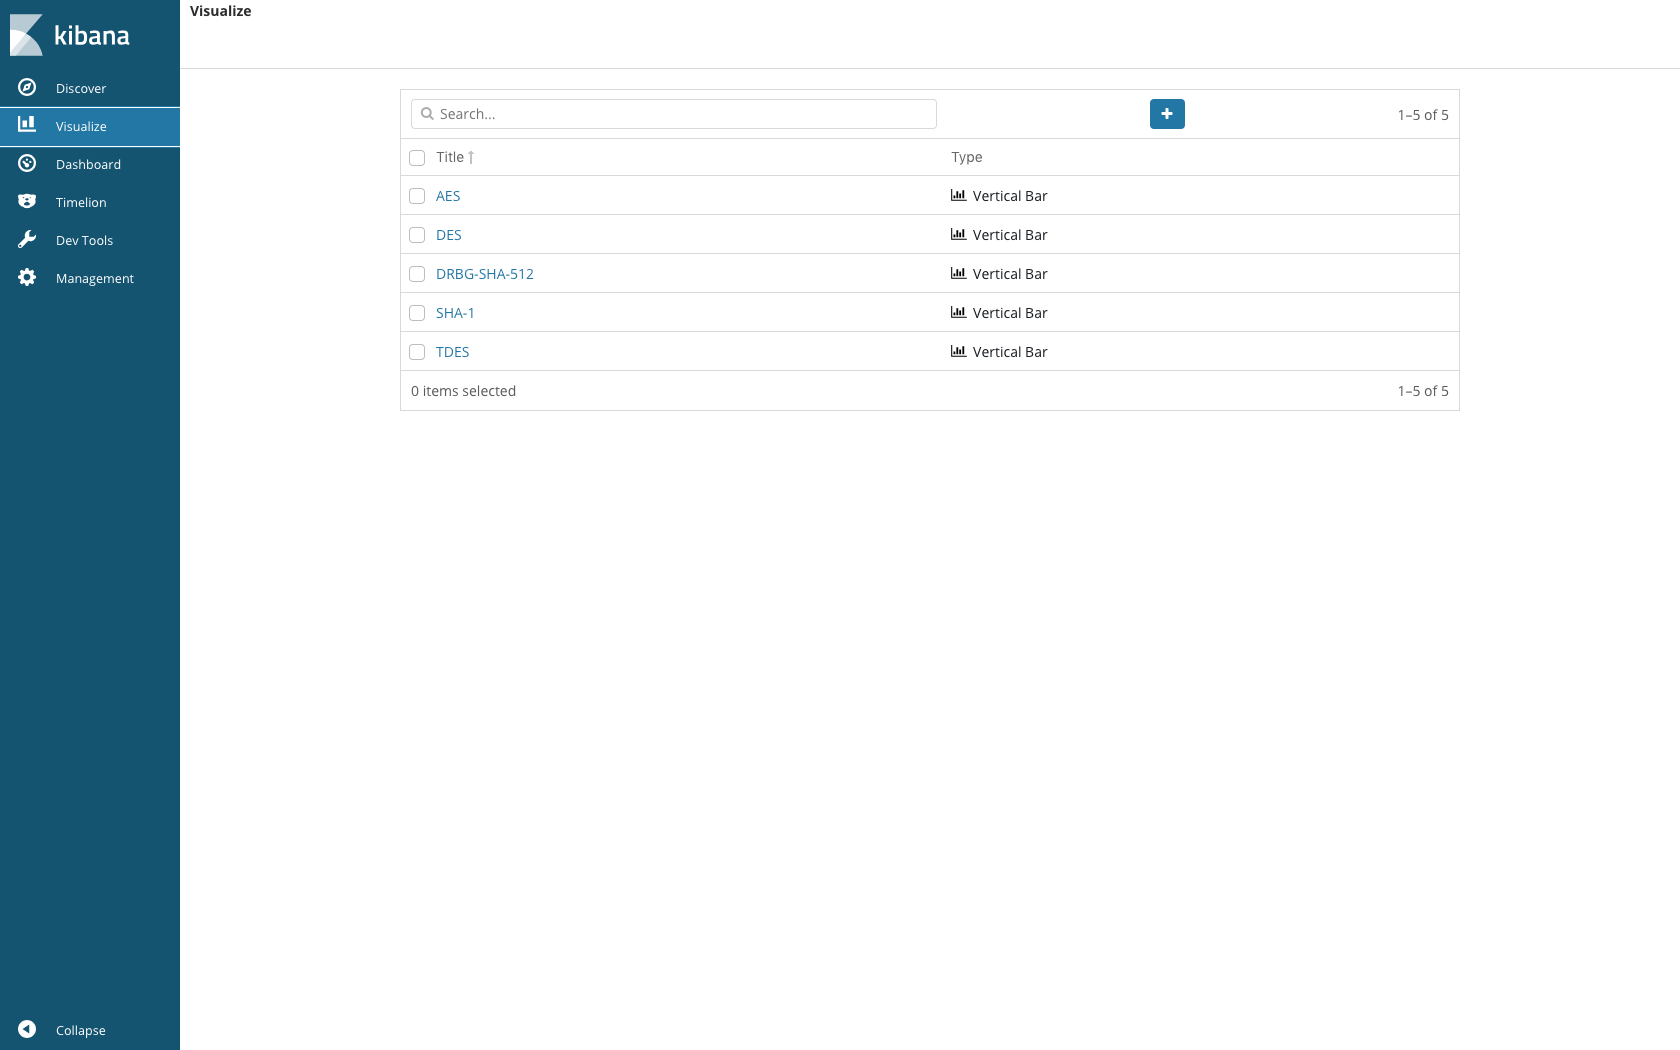 Visualize
kibana
Discover
Visualize
Dashboard
Timelion
Dev Tools
Management
Collapse
Search...
1–5 of 5
Title Type
AES Vertical Bar
DES Vertical Bar
DRBG-SHA-512 Vertical Bar
SHA-1 Vertical Bar
TDES Vertical Bar
0 items selected 1–5 of 5